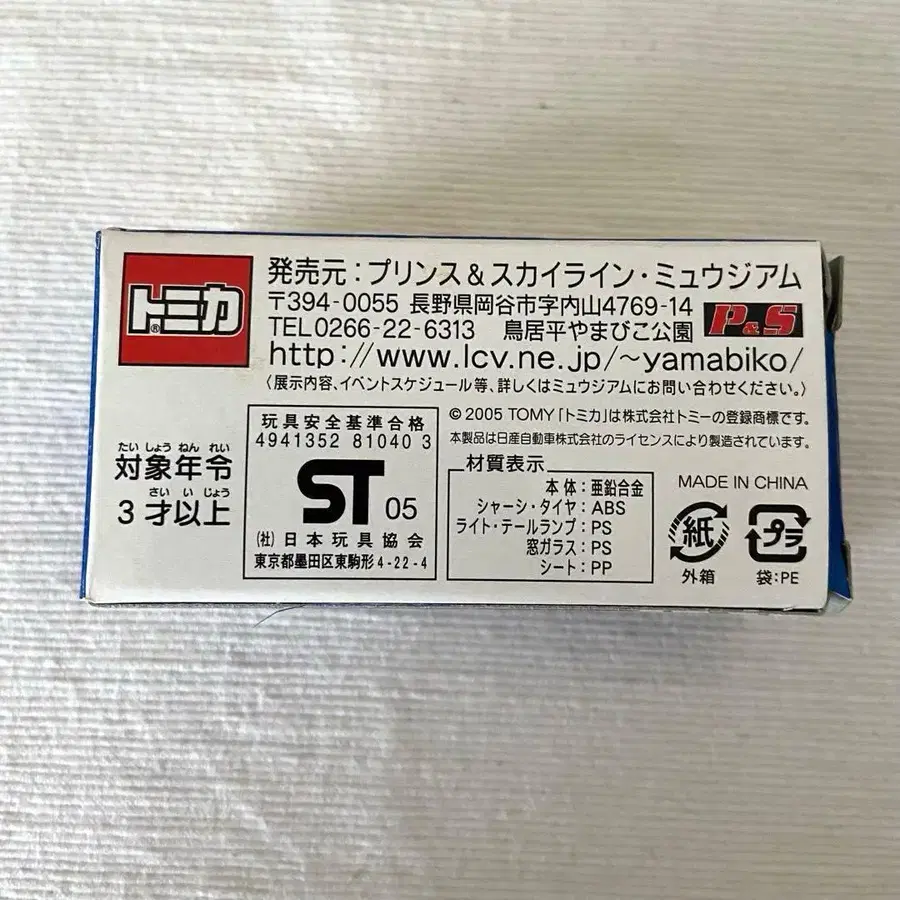 トミカ®
発売元:プリンス&スカイライン・ミュウジアム
〒394-0055 長野県岡谷市字内山4769-14
TEL0266-22-6313 鳥居平やまびこ公園
P&S
http://www.lcv.ne.jp/~yamabiko/
〈展示内容、イベントスケジュール等、詳しくはミュウジアムにお問い合わせください。〉
© 2005 TOMY「トミカ」は株式会社トミーの登録商標です。
本製品は日産自動車株式会社のライセンスにより製造されています。
たいしょうねんれい
対象年令
さいいじょう
3才以上
玩具安全基準合格
4941352 81040 3
ST 05
(社)日本玩具協会
東京都墨田区東駒形4-22-4
材質表示
本体:亜鉛合金
シャーシ・タイヤ:ABS
ライト・テールランプ:PS
窓ガラス:PS
シート:PP
MADE IN CHINA
紙
外箱
プラ
袋:PE